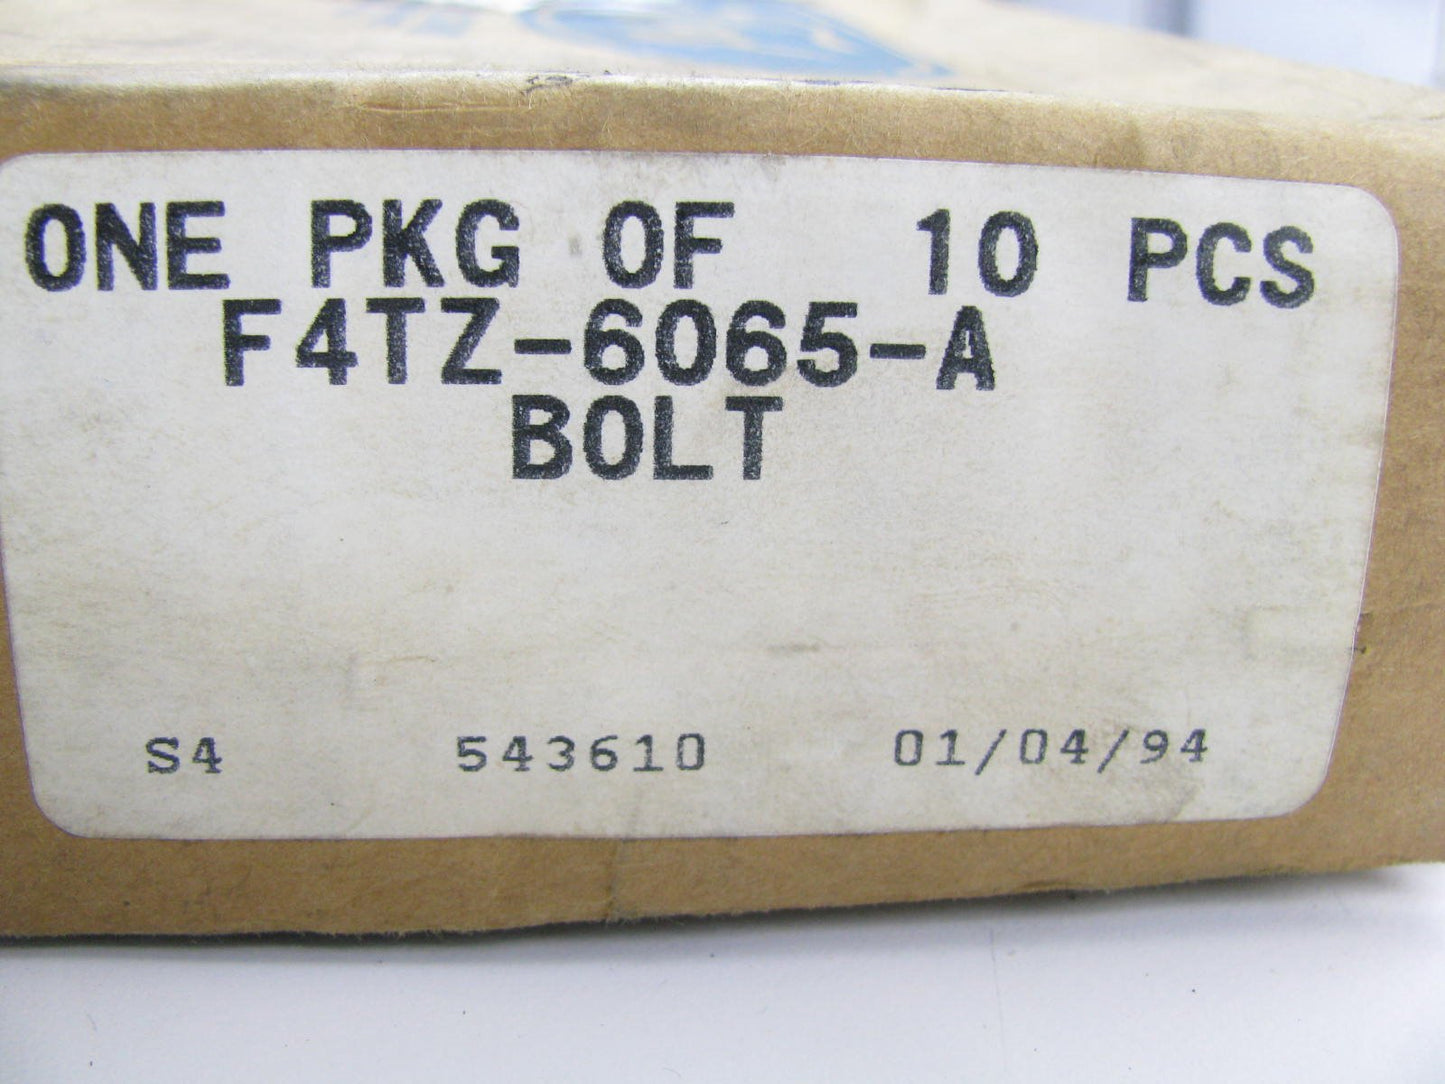 ONE PKG OF 10 PCS
F4TZ-6065-A
BOLT
S4 543610 01/04/94